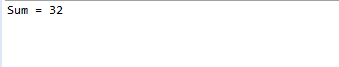 Sum = 32